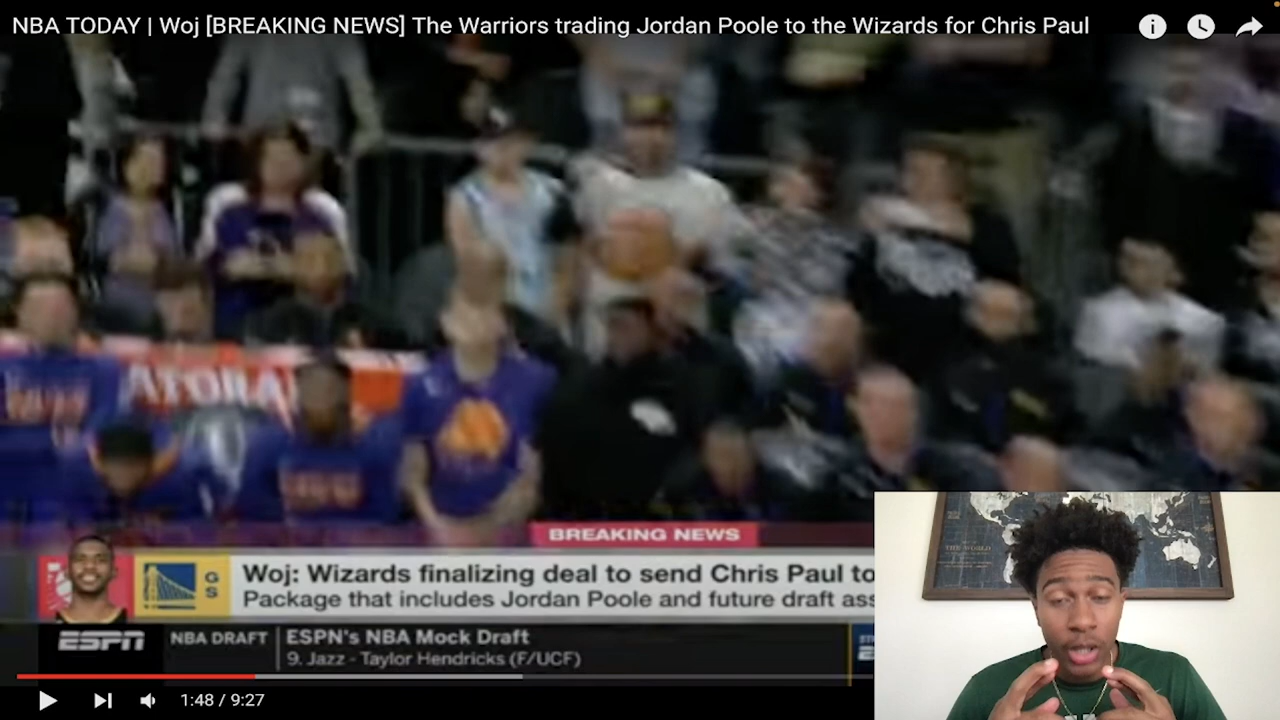 NBA TODAY | Woj [BREAKING NEWS] The Warriors trading Jordan Poole to the Wizards for Chris Paul
BREAKING NEWS
G
S
Woj: Wizards finalizing deal to send Chris Paul to
Package that includes Jordan Poole and future draft ass
ESPN
NBA DRAFT
ESPN's NBA Mock Draft
9. Jazz - Taylor Hendricks (F/UCF)
1:48 / 9:27
THE WORLD